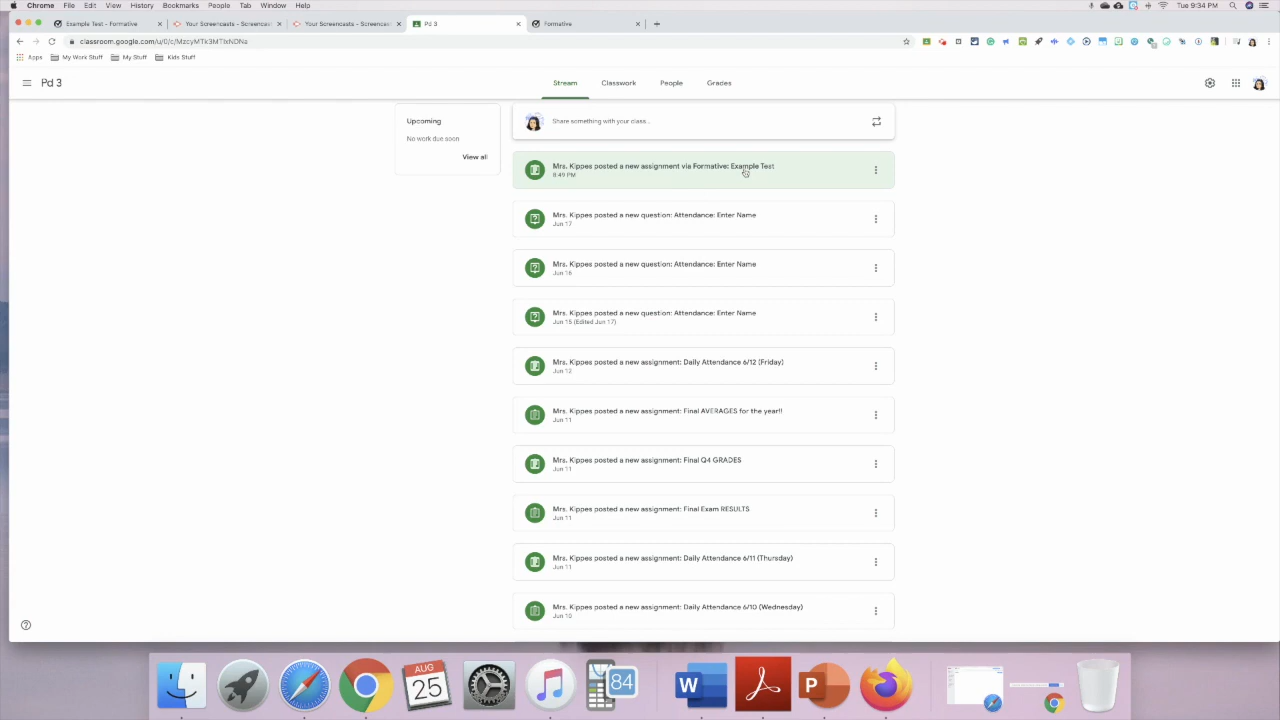 Chrome File Edit View History Bookmarks People Tab Window Help
Tue 9:34 PM
Example Test - Formative
Your Screencasts - Screencast
Your Screencasts - Screencast
Pd 3
Formative
classroom.google.com/u/0/c/MzcyMTk3MTIxNDNa
Apps My Work Stuff My Stuff Kids Stuff
Pd 3
Stream Classwork People Grades
Upcoming
No work due soon
View all
Share something with your class...
Mrs. Kippes posted a new assignment via Formative: Example Test
8:49 PM
Mrs. Kippes posted a new question: Attendance: Enter Name
Jun 17
Mrs. Kippes posted a new question: Attendance: Enter Name
Jun 16
Mrs. Kippes posted a new question: Attendance: Enter Name
Jun 15 (Edited Jun 17)
Mrs. Kippes posted a new assignment: Daily Attendance 6/12 (Friday)
Jun 12
Mrs. Kippes posted a new assignment: Final AVERAGES for the year!!
Jun 11
Mrs. Kippes posted a new assignment: Final Q4 GRADES
Jun 11
Mrs. Kippes posted a new assignment: Final Exam RESULTS
Jun 11
Mrs. Kippes posted a new assignment: Daily Attendance 6/11 (Thursday)
Jun 11
Mrs. Kippes posted a new assignment: Daily Attendance 6/10 (Wednesday)
Jun 10
AUG
25
84
W
P